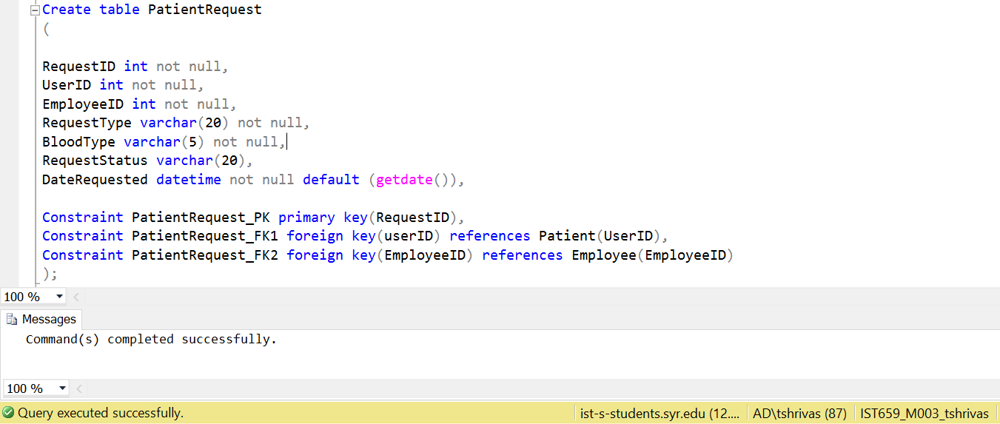 Create table PatientRequest
(
RequestID int not null,
UserID int not null,
EmployeeID int not null,
RequestType varchar(20) not null,
BloodType varchar(5) not null,
RequestStatus varchar(20),
DateRequested datetime not null default (getdate()),
Constraint PatientRequest_PK primary key(RequestID),
Constraint PatientRequest_FK1 foreign key(userID) references Patient(UserID),
Constraint PatientRequest_FK2 foreign key(EmployeeID) references Employee(EmployeeID)
);
100 %
Messages
Command(s) completed successfully.
100 %
Query executed successfully. ist-s-students.syr.edu (12.... AD\tshrivas (87) IST659_M003_tshrivas